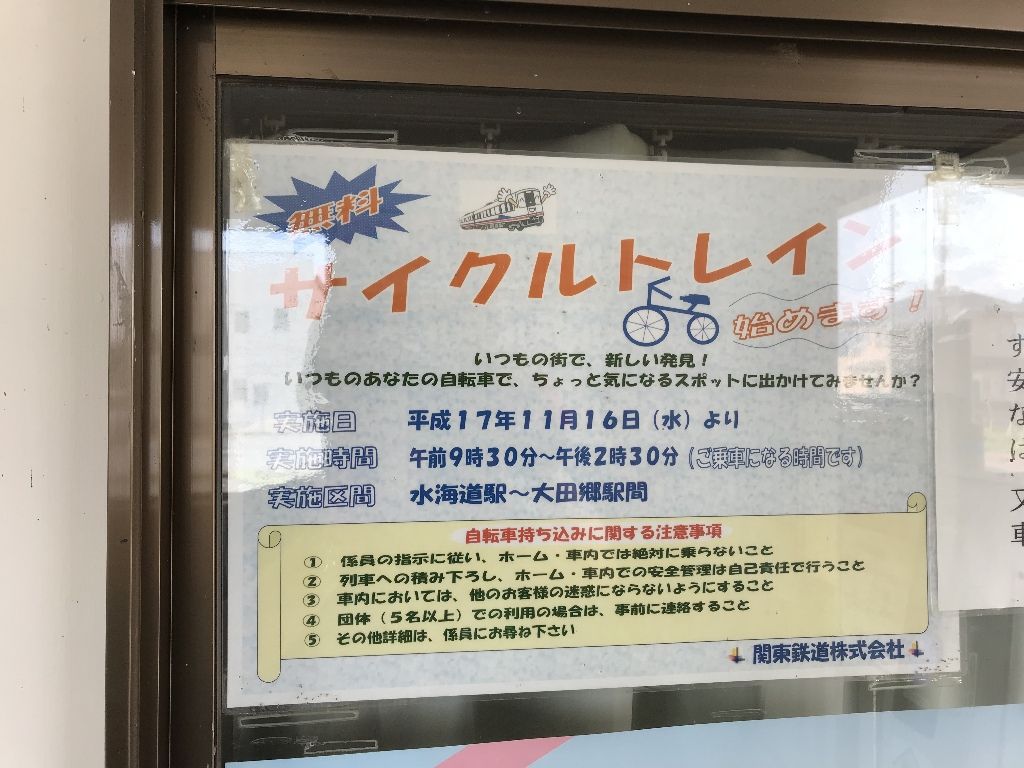 無料
サイクルトレイン
始めます！
いつもの街で、新しい発見！
いつものあなたの自転車で、ちょっと気になるスポットに出かけてみませんか？
実施日　平成１７年１１月１６日（水）より
実施時間　午前９時３０分～午後２時３０分（ご乗車になる時間です）
実施区間　水海道駅～大田郷駅間
自転車持ち込みに関する注意事項
①　係員の指示に従い、ホーム・車内では絶対に乗らないこと
②　列車への積み下ろし、ホーム・車内での安全管理は自己責任で行うこと
③　車内においては、他のお客様の迷惑にならないようにすること
④　団体（５名以上）での利用の場合は、事前に連絡すること
⑤　その他詳細は、係員にお尋ね下さい
関東鉄道株式会社
す
安
な
は
又
車